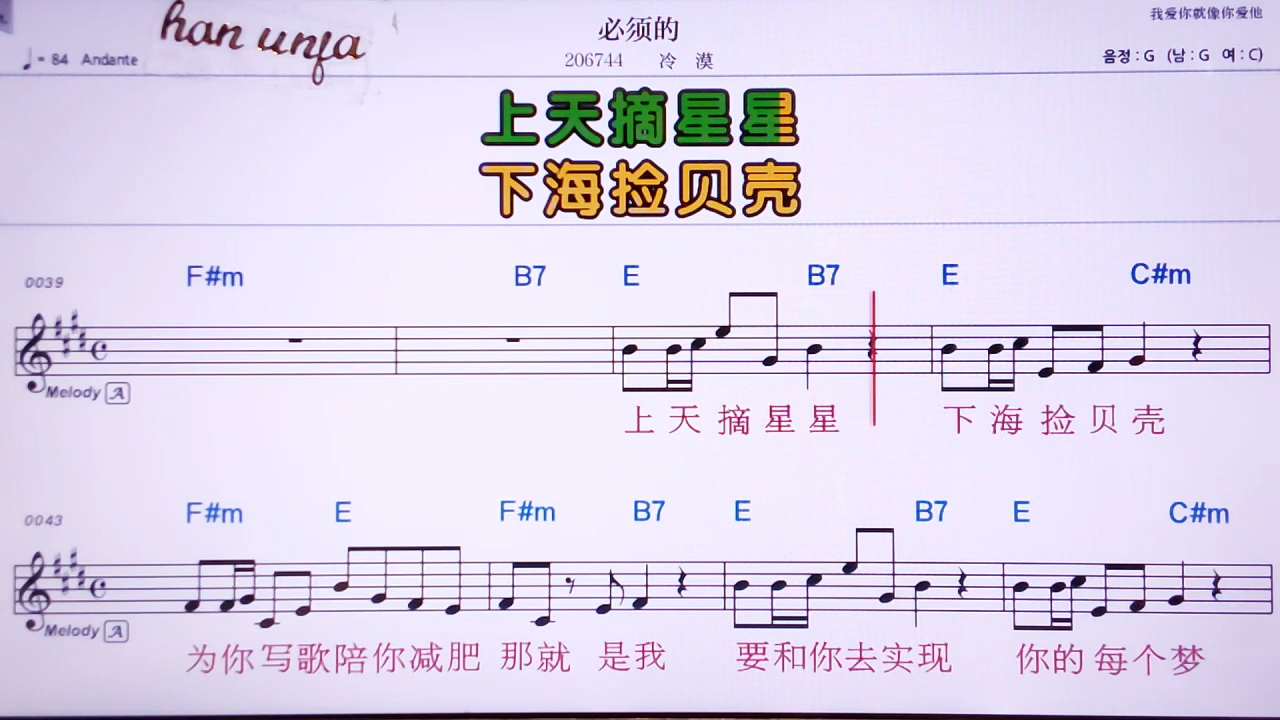 我爱你就像你爱他
han unja
必须的
♩= 84 Andante
206744 冷 漠
음정 : G (남 : G 여 : C)
上天摘星星
下海捡贝壳
0039 F#m B7 E B7 E C#m
Melody A
上天摘星星 下海捡贝壳
0043 F#m E F#m B7 E B7 E C#m
Melody A
为你写歌陪你减肥 那就 是我 要和你去实现 你的每个梦